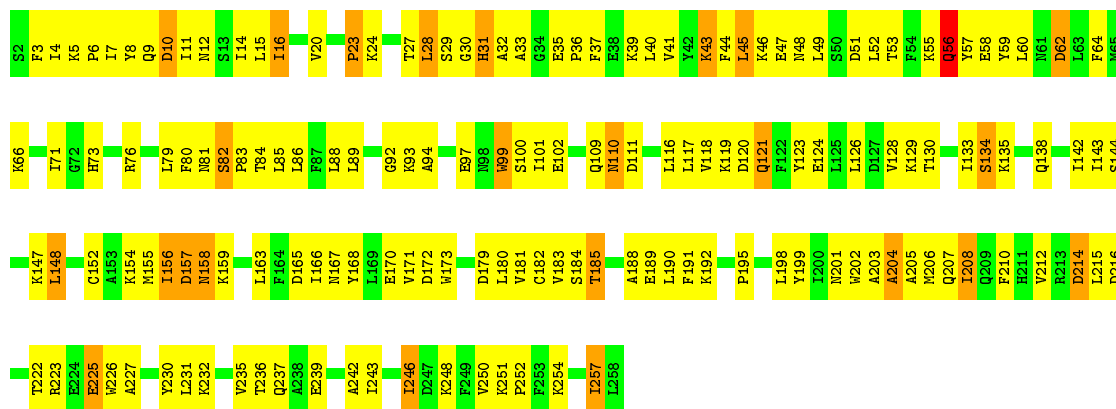 S2 F3 I4 K5 P6 I7 Y8 Q9 D10 I11 N12 S13 I14 L15 I16 V20 P23 K24 T27 L28 S29 G30 H31 A32 A33 G34 E35 P36 F37 E38 K39 L40 V41 Y42 K43 F44 L45 K46 E47 N48 L49 S50 D51 L52 T53 F54 K55 Q56 Y57 E58 Y59 L60 N61 D62 L63 F64 M65
K66 I71 G72 H73 R76 L79 F80 N81 S82 P83 T84 L85 L86 F87 L88 L89 G92 K93 A94 E97 N98 W99 S100 I101 E102 Q109 N110 D111 L116 L117 V118 K119 D120 Q121 F122 Y123 E124 L125 L126 D127 V128 K129 T130 I133 S134 K135 Q138 I142 I143 S144
K147 L148 C152 A153 K154 M155 I156 D157 N158 K159 L163 F164 D165 I166 N167 Y168 L169 E170 V171 D172 W173 D179 L180 V181 C182 V183 S184 T185 A188 E189 L190 F191 K192 P195 L198 Y199 I200 N201 W202 A203 A204 A205 M206 Q207 I208 Q209 F210 H211 V212 R213 D214 L215
T222 R223 E224 E225 W226 A227 Y230 L231 K232 V235 T236 Q237 A238 E239 A242 I243 I246 D247 K248 F249 V250 K251 P252 F253 K254 I257 L258